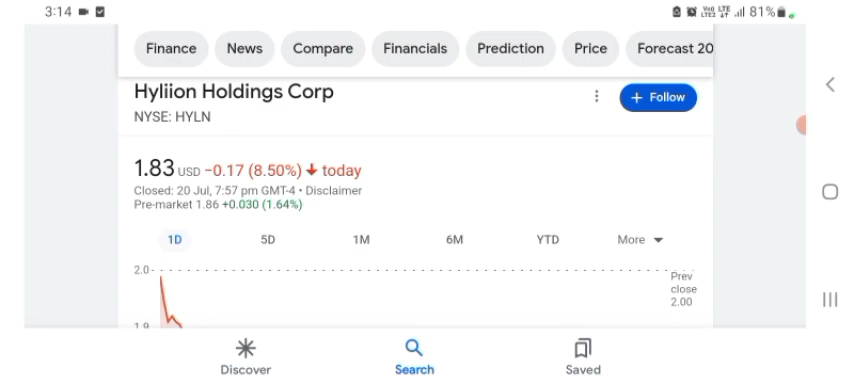 3:14
VoO LTE LTE2 81%
Finance News Compare Financials Prediction Price Forecast 20
Hyliion Holdings Corp
+ Follow
NYSE: HYLN
1.83 USD −0.17 (8.50%) today
Closed: 20 Jul, 7:57 pm GMT-4 • Disclaimer
Pre-market 1.86 +0.030 (1.64%)
1D 5D 1M 6M YTD More
2.0
Prev
close
2.00
1.9
Discover Search Saved